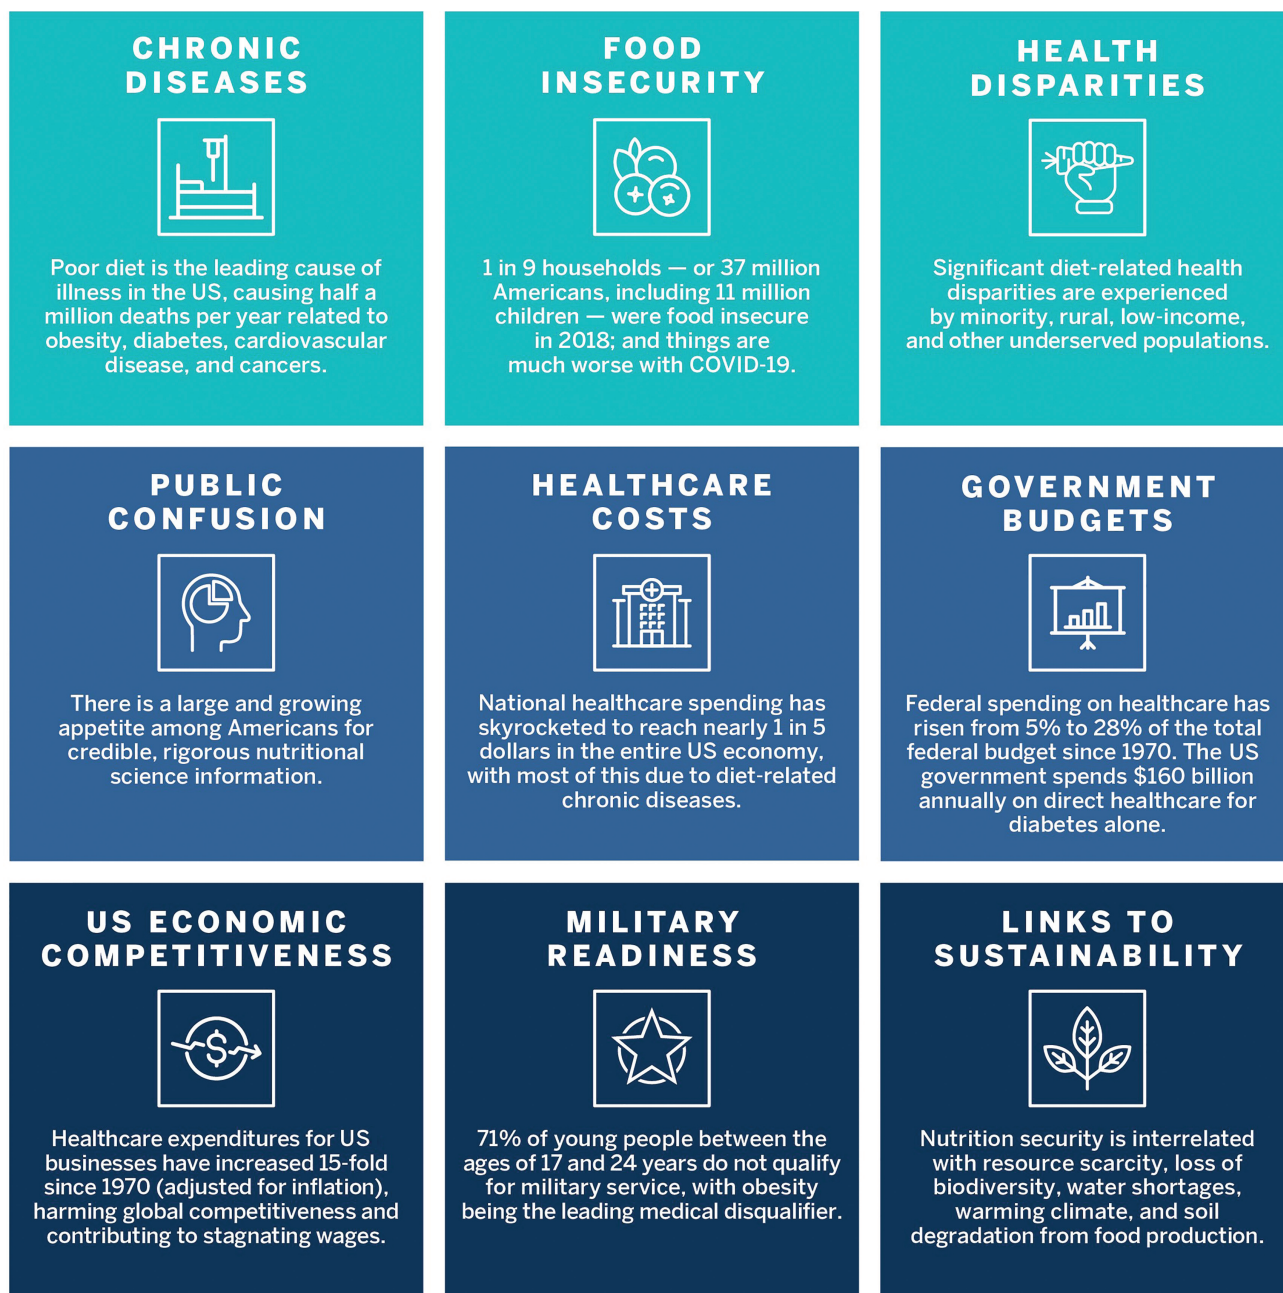 CHRONIC
DISEASES
Poor diet is the leading cause of
illness in the US, causing half a
million deaths per year related to
obesity, diabetes, cardiovascular
disease, and cancers.
FOOD
INSECURITY
1 in 9 households — or 37 million
Americans, including 11 million
children — were food insecure
in 2018; and things are
much worse with COVID-19.
HEALTH
DISPARITIES
Significant diet-related health
disparities are experienced
by minority, rural, low-income,
and other underserved populations.
PUBLIC
CONFUSION
There is a large and growing
appetite among Americans for
credible, rigorous nutritional
science information.
HEALTHCARE
COSTS
National healthcare spending has
skyrocketed to reach nearly 1 in 5
dollars in the entire US economy,
with most of this due to diet-related
chronic diseases.
GOVERNMENT
BUDGETS
Federal spending on healthcare has
risen from 5% to 28% of the total
federal budget since 1970. The US
government spends $160 billion
annually on direct healthcare for
diabetes alone.
US ECONOMIC
COMPETITIVENESS
$
Healthcare expenditures for US
businesses have increased 15-fold
since 1970 (adjusted for inflation),
harming global competitiveness and
contributing to stagnating wages.
MILITARY
READINESS
71% of young people between the
ages of 17 and 24 years do not qualify
for military service, with obesity
being the leading medical disqualifier.
LINKS TO
SUSTAINABILITY
Nutrition security is interrelated
with resource scarcity, loss of
biodiversity, water shortages,
warming climate, and soil
degradation from food production.